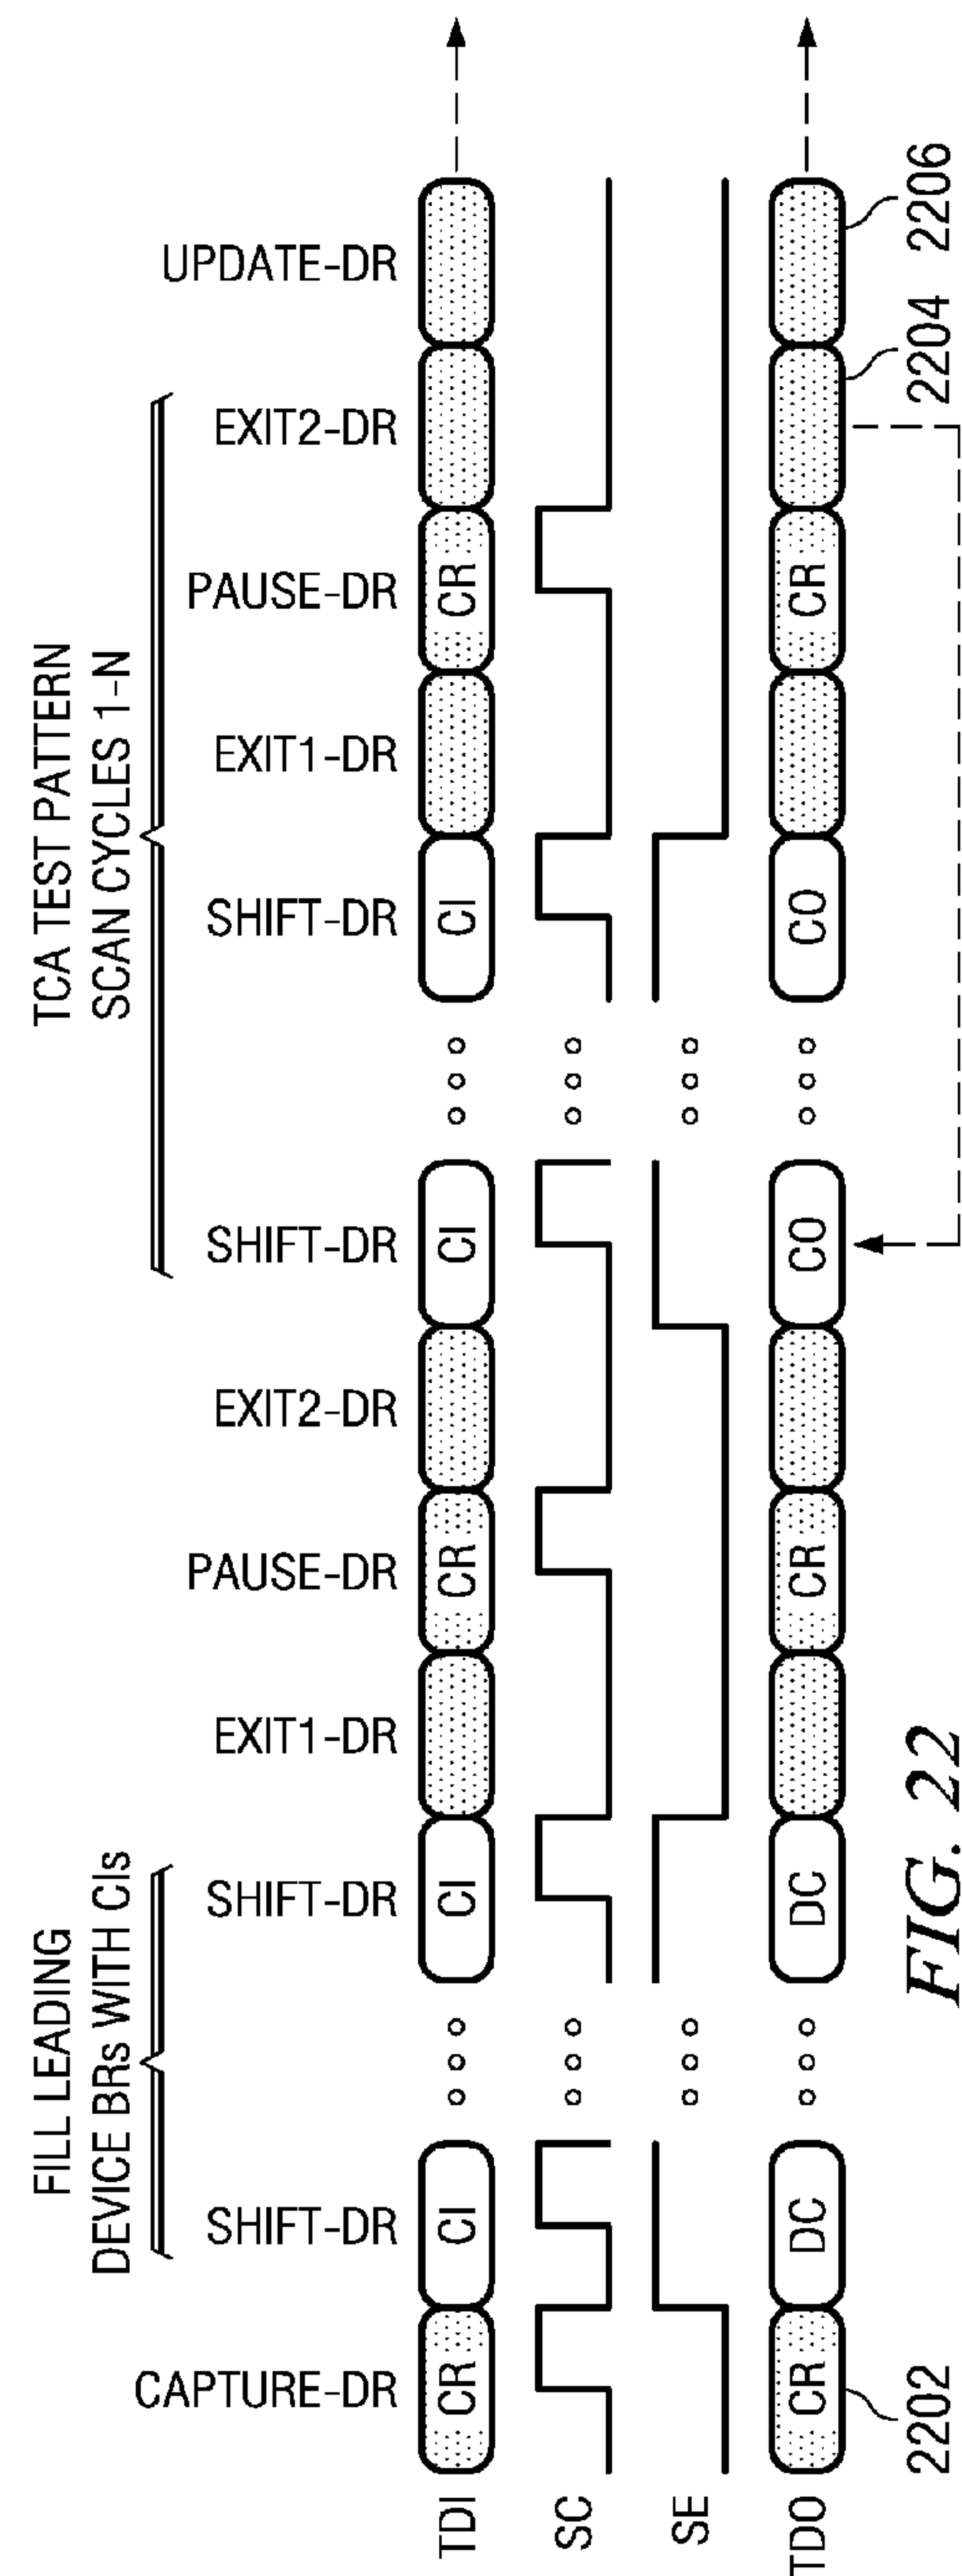 TCA TEST PATTERN
SCAN CYCLES 1-N
FILL LEADING
DEVICE BRs WITH CIs
CAPTURE-DR SHIFT-DR SHIFT-DR EXIT1-DR PAUSE-DR EXIT2-DR SHIFT-DR SHIFT-DR EXIT1-DR PAUSE-DR EXIT2-DR UPDATE-DR
TDI CR CI CI CR CI CI CR
SC
SE
TDO CR DC DC CR CO CO CR
2202 2204 2206
FIG. 22